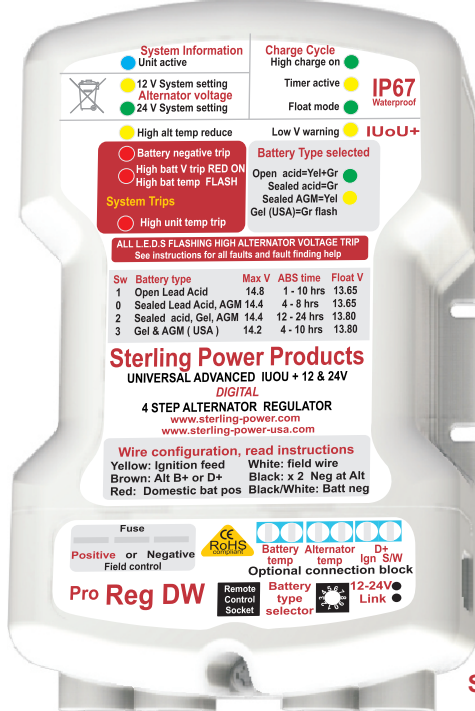 System Information
Unit active
Charge Cycle
High charge on
12 V System setting
Alternator voltage
24 V System setting
Timer active
Float mode
IP67
Waterproof
High alt temp reduce
Low V warning
IUoU+
Battery negative trip
High batt V trip RED ON
High bat temp FLASH
System Trips
High unit temp trip
Battery Type selected
Open acid=Yel+Gr
Sealed acid=Gr
Sealed AGM=Yel
Gel (USA)=Gr flash
ALL L.E.D.S FLASHING HIGH ALTERNATOR VOLTAGE TRIP
See instructions for all faults and fault finding help
Sw Battery type Max V ABS time Float V
1 Open Lead Acid 14.8 1 - 10 hrs 13.65
0 Sealed Lead Acid, AGM 14.4 4 - 8 hrs 13.65
2 Sealed acid, Gel, AGM 14.4 12 - 24 hrs 13.80
3 Gel & AGM ( USA ) 14.2 4 - 10 hrs 13.80
Sterling Power Products
UNIVERSAL ADVANCED IUOU + 12 & 24V
DIGITAL
4 STEP ALTERNATOR REGULATOR
www.sterling-power.com
www.sterling-power-usa.com
Wire configuration, read instructions
Yellow: Ignition feed White: field wire
Brown: Alt B+ or D+ Black: x 2 Neg at Alt
Red: Domestic bat pos Black/White: Batt neg
Fuse
Positive or Negative
Field control
CE
RoHS
compliant
Battery temp
Alternator temp
D+
Ign S/W
Optional connection block
Pro Reg DW
Remote
Control
Socket
Battery
type
selector
12-24V
Link
S